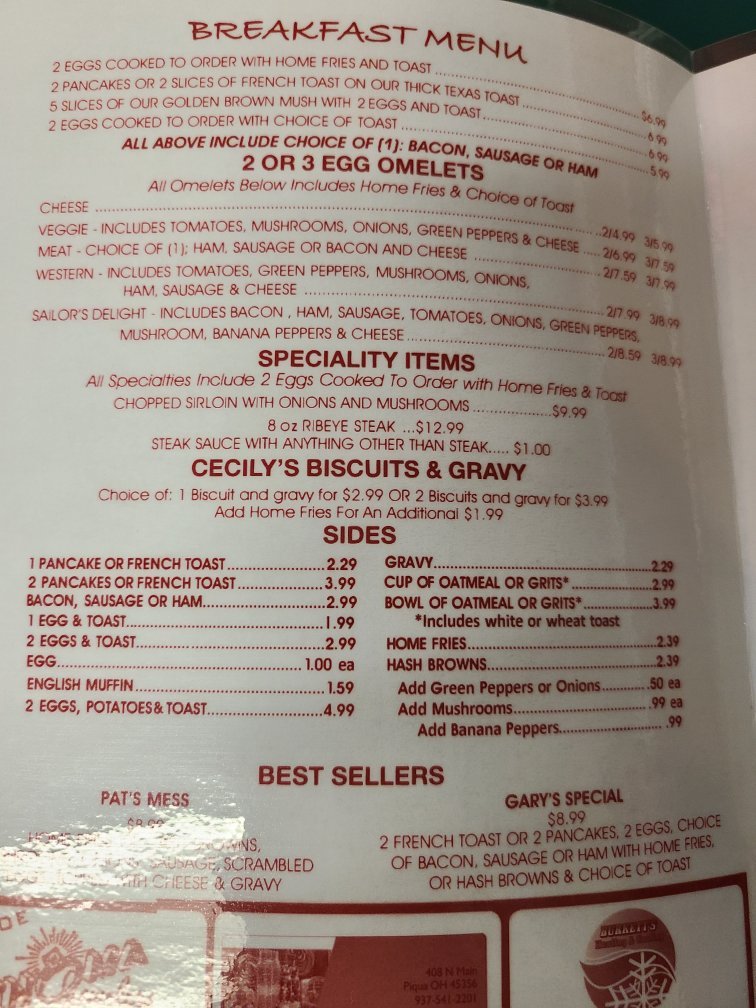 BREAKFAST MENU
2 EGGS COOKED TO ORDER WITH HOME FRIES AND TOAST ..... $6.99
2 PANCAKES OR 2 SLICES OF FRENCH TOAST ON OUR THICK TEXAS TOAST ..... 6.99
5 SLICES OF OUR GOLDEN BROWN MUSH WITH 2 EGGS AND TOAST ..... 6.99
2 EGGS COOKED TO ORDER WITH CHOICE OF TOAST ..... 5.99
ALL ABOVE INCLUDE CHOICE OF (1): BACON, SAUSAGE OR HAM
2 OR 3 EGG OMELETS
All Omelets Below Includes Home Fries & Choice of Toast
CHEESE ..... 2/4.99 3/5.99
VEGGIE - INCLUDES TOMATOES, MUSHROOMS, ONIONS, GREEN PEPPERS & CHEESE ..... 2/6.99 3/7.59
MEAT - CHOICE OF (1); HAM, SAUSAGE OR BACON AND CHEESE ..... 2/7.59 3/7.99
WESTERN - INCLUDES TOMATOES, GREEN PEPPERS, MUSHROOMS, ONIONS,
HAM, SAUSAGE & CHEESE ..... 2/7.99 3/8.99
SAILOR'S DELIGHT - INCLUDES BACON , HAM, SAUSAGE, TOMATOES, ONIONS, GREEN PEPPERS,
MUSHROOM, BANANA PEPPERS & CHEESE ..... 2/8.59 3/8.99
SPECIALITY ITEMS
All Specialties Include 2 Eggs Cooked To Order with Home Fries & Toast
CHOPPED SIRLOIN WITH ONIONS AND MUSHROOMS ..... $9.99
8 oz RIBEYE STEAK ...$12.99
STEAK SAUCE WITH ANYTHING OTHER THAN STEAK..... $1.00
CECILY'S BISCUITS & GRAVY
Choice of: 1 Biscuit and gravy for $2.99 OR 2 Biscuits and gravy for $3.99
Add Home Fries For An Additional $1.99
SIDES
1 PANCAKE OR FRENCH TOAST ..... 2.29
2 PANCAKES OR FRENCH TOAST ..... 3.99
BACON, SAUSAGE OR HAM ..... 2.99
1 EGG & TOAST ..... 1.99
2 EGGS & TOAST ..... 2.99
EGG ..... 1.00 ea
ENGLISH MUFFIN ..... 1.59
2 EGGS, POTATOES & TOAST ..... 4.99
GRAVY ..... 2.29
CUP OF OATMEAL OR GRITS* ..... 2.99
BOWL OF OATMEAL OR GRITS* ..... 3.99
*Includes white or wheat toast
HOME FRIES ..... 2.39
HASH BROWNS ..... 2.39
Add Green Peppers or Onions ..... .50 ea
Add Mushrooms ..... .99 ea
Add Banana Peppers ..... .99
BEST SELLERS
PAT'S MESS
$8.99
SAUSAGE, SCRAMBLED
WITH CHEESE & GRAVY
GARY'S SPECIAL
$8.99
2 FRENCH TOAST OR 2 PANCAKES, 2 EGGS, CHOICE
OF BACON, SAUSAGE OR HAM WITH HOME FRIES,
OR HASH BROWNS & CHOICE OF TOAST
408 N Main
Piqua OH 45356
937-541-2201